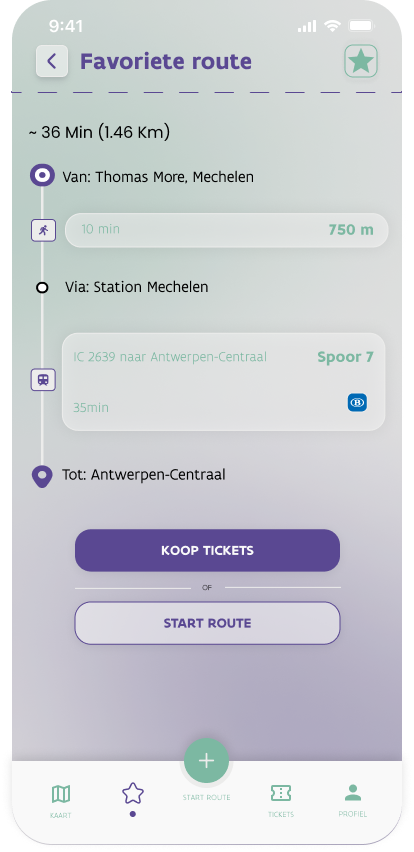 9:41
Favoriete route
~ 36 Min (1.46 Km)
Van: Thomas More, Mechelen
10 min 750 m
Via: Station Mechelen
IC 2639 naar Antwerpen-Centraal Spoor 7
35min B
Tot: Antwerpen-Centraal
KOOP TICKETS
OF
START ROUTE
KAART START ROUTE TICKETS PROFIEL